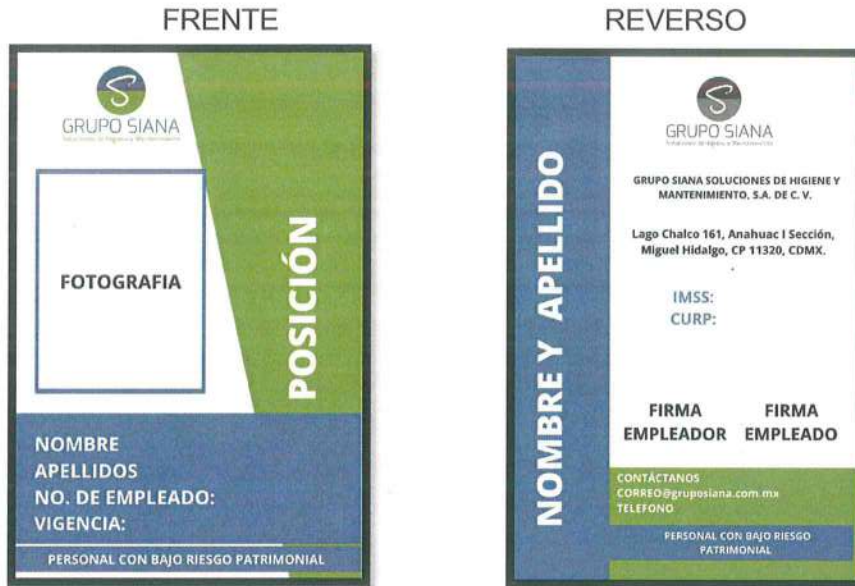 FRENTE
GRUPO SIANA
FOTOGRAFIA
POSICIÓN
NOMBRE
APELLIDOS
NO. DE EMPLEADO:
VIGENCIA:
PERSONAL CON BAJO RIESGO PATRIMONIAL
REVERSO
NOMBRE Y APELLIDO
GRUPO SIANA
GRUPO SIANA SOLUCIONES DE HIGIENE Y
MANTENIMIENTO, S.A. DE C. V.
Lago Chalco 161, Anahuac I Sección,
Miguel Hidalgo, CP 11320, CDMX.
IMSS:
CURP:
FIRMA
EMPLEADOR
FIRMA
EMPLEADO
CONTÁCTANOS
CORREO@gruposiana.com.mx
TELEFONO
PERSONAL CON BAJO RIESGO
PATRIMONIAL